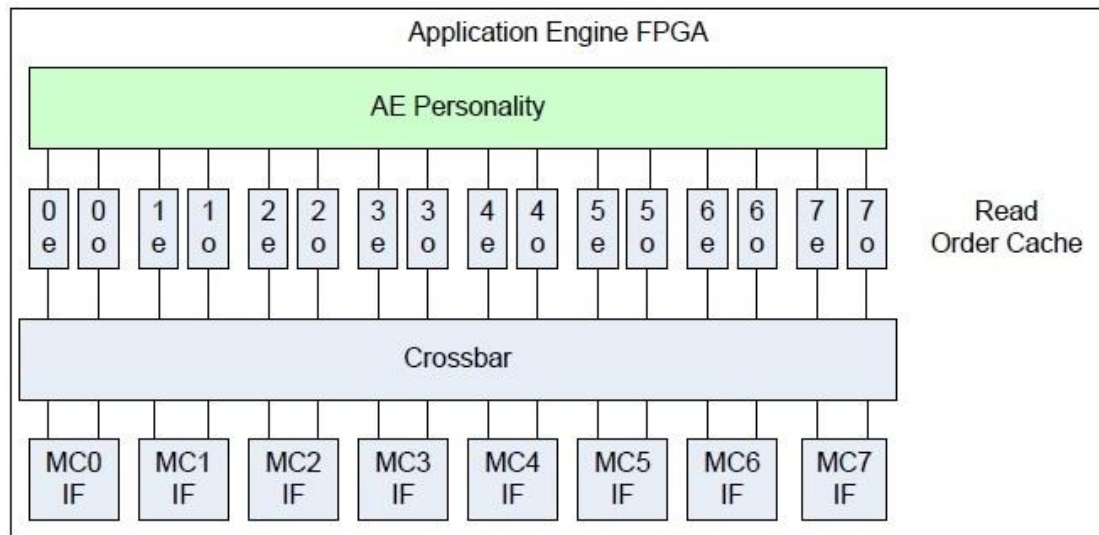 Application Engine FPGA
AE Personality
0 0 1 1 2 2 3 3 4 4 5 5 6 6 7 7
e o e o e o e o e o e o e o e o
Read
Order Cache
Crossbar
MC0 MC1 MC2 MC3 MC4 MC5 MC6 MC7
IF IF IF IF IF IF IF IF